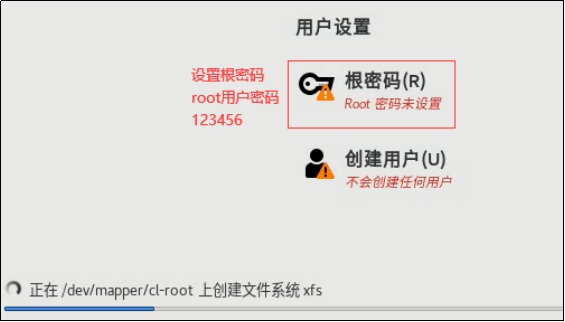 用户设置
设置根密码
root用户密码
123456
根密码(R)
Root 密码未设置
创建用户(U)
不会创建任何用户
正在 /dev/mapper/cl-root 上创建文件系统 xfs